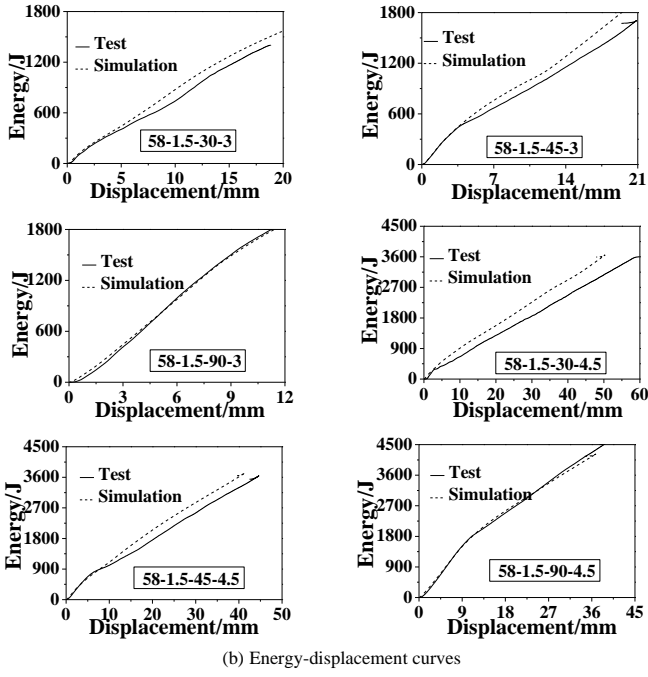 1800
1200
600
0
Energy/J
Test
Simulation
58-1.5-30-3
0 5 10 15 20
Displacement/mm
1800
1200
600
0
Energy/J
Test
Simulation
58-1.5-45-3
0 7 14 21
Displacement/mm
1800
1200
600
0
Energy/J
Test
Simulation
58-1.5-90-3
0 3 6 9 12
Displacement/mm
4500
3600
2700
1800
900
0
Energy/J
Test
Simulation
58-1.5-30-4.5
0 10 20 30 40 50 60
Displacement/mm
4500
3600
2700
1800
900
0
Energy/J
Test
Simulation
58-1.5-45-4.5
0 10 20 30 40 50
Displacement/mm
4500
3600
2700
1800
900
0
Energy/J
Test
Simulation
58-1.5-90-4.5
0 9 18 27 36 45
Displacement/mm
(b) Energy-displacement curves